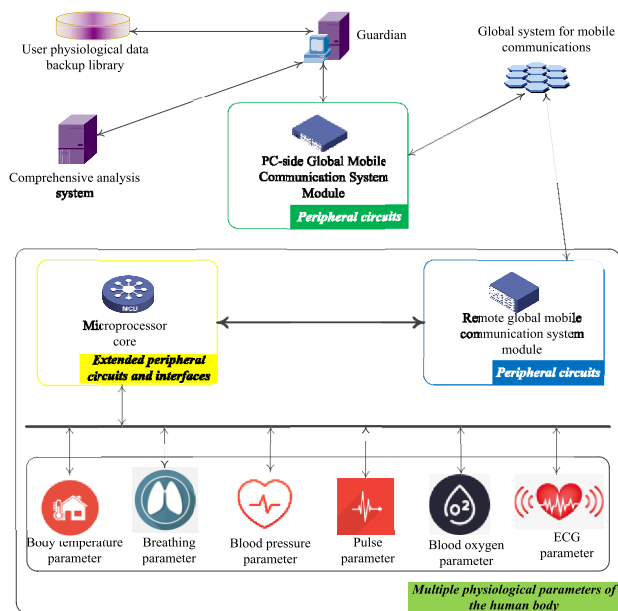 User physiological data
backup library
Guardian
Global system for mobile
communications
Comprehensive analysis
system
PC-side Global Mobile
Communication System
Module
Peripheral circuits
MCU
Microprocessor
core
Extended peripheral
circuits and interfaces
Remote global mobile
communication system
module
Peripheral circuits
O2
Body temperature
parameter
Breathing
parameter
Blood pressure
parameter
Pulse
parameter
Blood oxygen
parameter
ECG
parameter
Multiple physiological parameters of
the human body